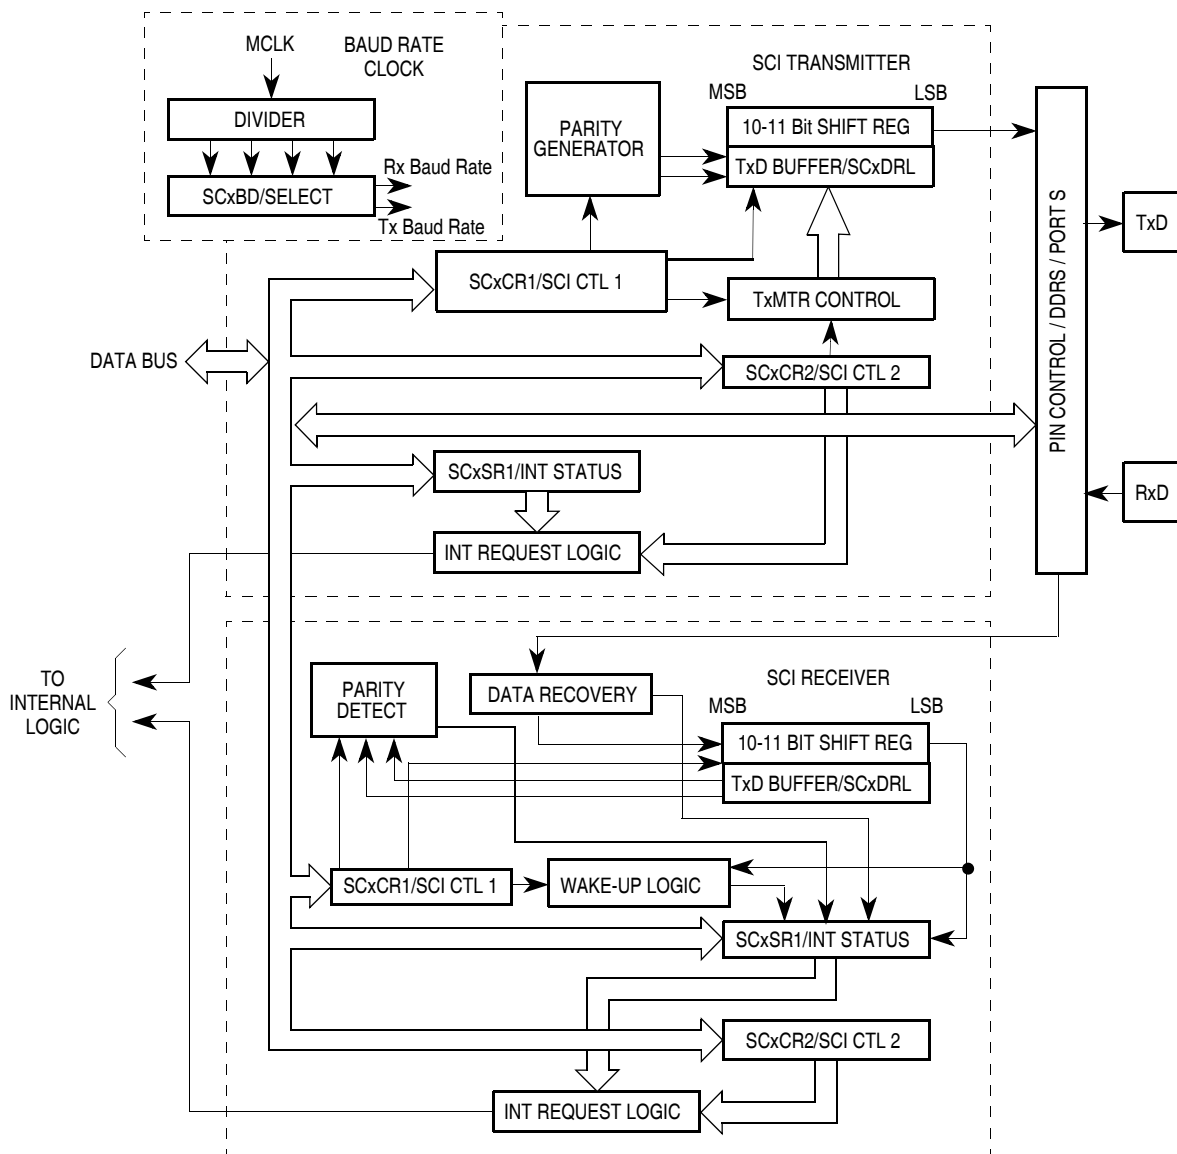 MCLK
BAUD RATE
CLOCK
DIVIDER
SCxBD/SELECT
Rx Baud Rate
Tx Baud Rate
SCI TRANSMITTER
MSB
LSB
PARITY
GENERATOR
10-11 Bit SHIFT REG
TxD BUFFER/SCxDRL
SCxCR1/SCI CTL 1
TxMTR CONTROL
DATA BUS
SCxCR2/SCI CTL 2
SCxSR1/INT STATUS
INT REQUEST LOGIC
PIN CONTROL / DDRS / PORT S
TxD
RxD
TO
INTERNAL
LOGIC
SCI RECEIVER
PARITY
DETECT
DATA RECOVERY
MSB
LSB
10-11 BIT SHIFT REG
TxD BUFFER/SCxDRL
SCxCR1/SCI CTL 1
WAKE-UP LOGIC
SCxSR1/INT STATUS
SCxCR2/SCI CTL 2
INT REQUEST LOGIC